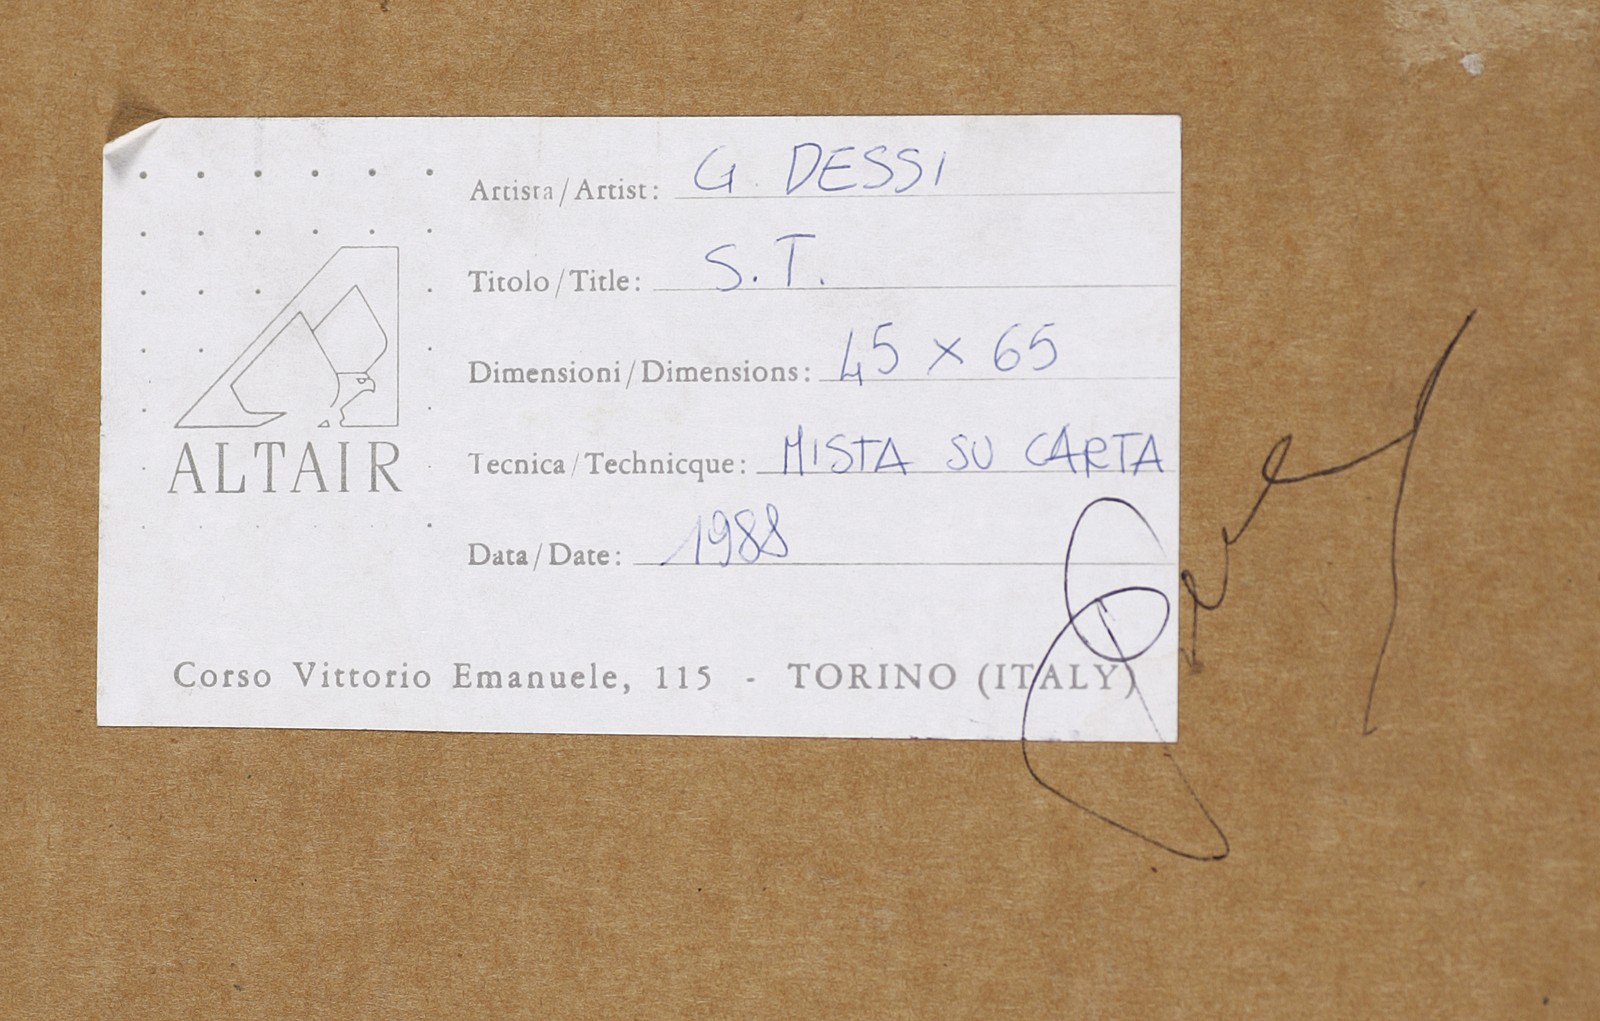 Artista/Artist: G. DESSI
Titolo/Title: S.T.
Dimensioni/Dimensions: 45 x 65
Tecnica/Technicque: MISTA SU CARTA
Data/Date: 1988
ALTAIR
Corso Vittorio Emanuele, 115 - TORINO (ITALY)